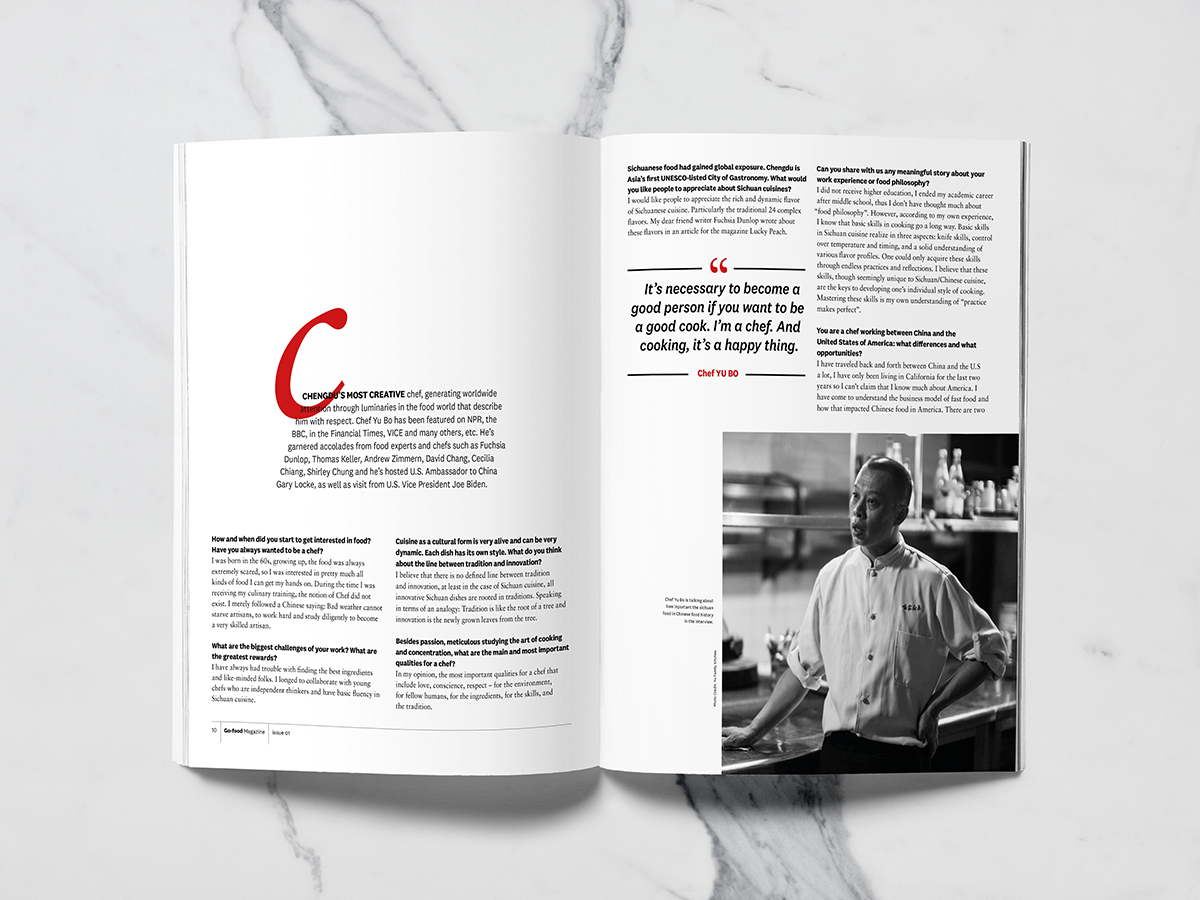 C
CHENGDU'S MOST CREATIVE chef, generating worldwide
attention through luminaries in the food world that describe
him with respect. Chef Yu Bo has been featured on NPR, the
BBC, in the Financial Times, VICE and many others, etc. He's
garnered accolades from food experts and chefs such as Fuchsia
Dunlop, Thomas Keller, Andrew Zimmern, David Chang, Cecilia
Chiang, Shirley Chung and he's hosted U.S. Ambassador to China
Gary Locke, as well as visit from U.S. Vice President Joe Biden.
How and when did you start to get interested in food?
Have you always wanted to be a chef?
I was born in the 60s, growing up, the food was always
extremely scared, so I was interested in pretty much all
kinds of food I can get my hands on. During the time I was
receiving my culinary training, the notion of Chef did not
exist. I merely followed a Chinese saying: Bad weather cannot
starve artisans, to work hard and study diligently to become
a very skilled artisan.
What are the biggest challenges of your work? What are
the greatest rewards?
I have always had trouble with finding the best ingredients
and like-minded folks. I longed to collaborate with young
chefs who are independent thinkers and have basic fluency in
Sichuan cuisine.
Cuisine as a cultural form is very alive and can be very
dynamic. Each dish has its own style. What do you think
about the line between tradition and innovation?
I believe that there is no defined line between tradition
and innovation, at least in the case of Sichuan cuisine, all
innovative Sichuan dishes are rooted in traditions. Speaking
in terms of an analogy: Tradition is like the root of a tree and
innovation is the newly grown leaves from the tree.
Besides passion, meticulous studying the art of cooking
and concentration, what are the main and most important
qualities for a chef?
In my opinion, the most important qualities for a chef that
include love, conscience, respect – for the environment,
for fellow humans, for the ingredients, for the skills, and
the tradition.
10 Go-food Magazine issue 01
Sichuanese food had gained global exposure. Chengdu is
Asia's first UNESCO-listed City of Gastronomy. What would
you like people to appreciate about Sichuan cuisines?
I would like people to appreciate the rich and dynamic flavor
of Sichuanese cuisine. Particularly the traditional 24 complex
flavors. My dear friend writer Fuchsia Dunlop wrote about
these flavors in an article for the magazine Lucky Peach.
“
It's necessary to become a
good person if you want to be
a good cook. I'm a chef. And
cooking, it's a happy thing.
Chef YU BO
Can you share with us any meaningful story about your
work experience or food philosophy?
I did not receive higher education, I ended my academic career
after middle school, thus I don't have thought much about
“food philosophy”. However, according to my own experience,
I know that basic skills in cooking go a long way. Basic skills
in Sichuan cuisine realize in three aspects: knife skills, control
over temperature and timing, and a solid understanding of
various flavor profiles. One could only acquire these skills
through endless practices and reflections. I believe that these
skills, though seemingly unique to Sichuan/Chinese cuisine,
are the keys to developing one's individual style of cooking.
Mastering these skills is my own understanding of “practice
makes perfect”.
You are a chef working between China and the
United States of America: what differences and what
opportunities?
I have traveled back and forth between China and the U.S
a lot, I have only been living in California for the last two
years so I can't claim that I know much about America. I
have come to understand the business model of fast food and
how that impacted Chinese food in America. There are two
Chef Yu Bo is talking about
how inportant the sichuan
food in Chinese food history
in the interview.
Photo Credit: Yu Family Kitchen